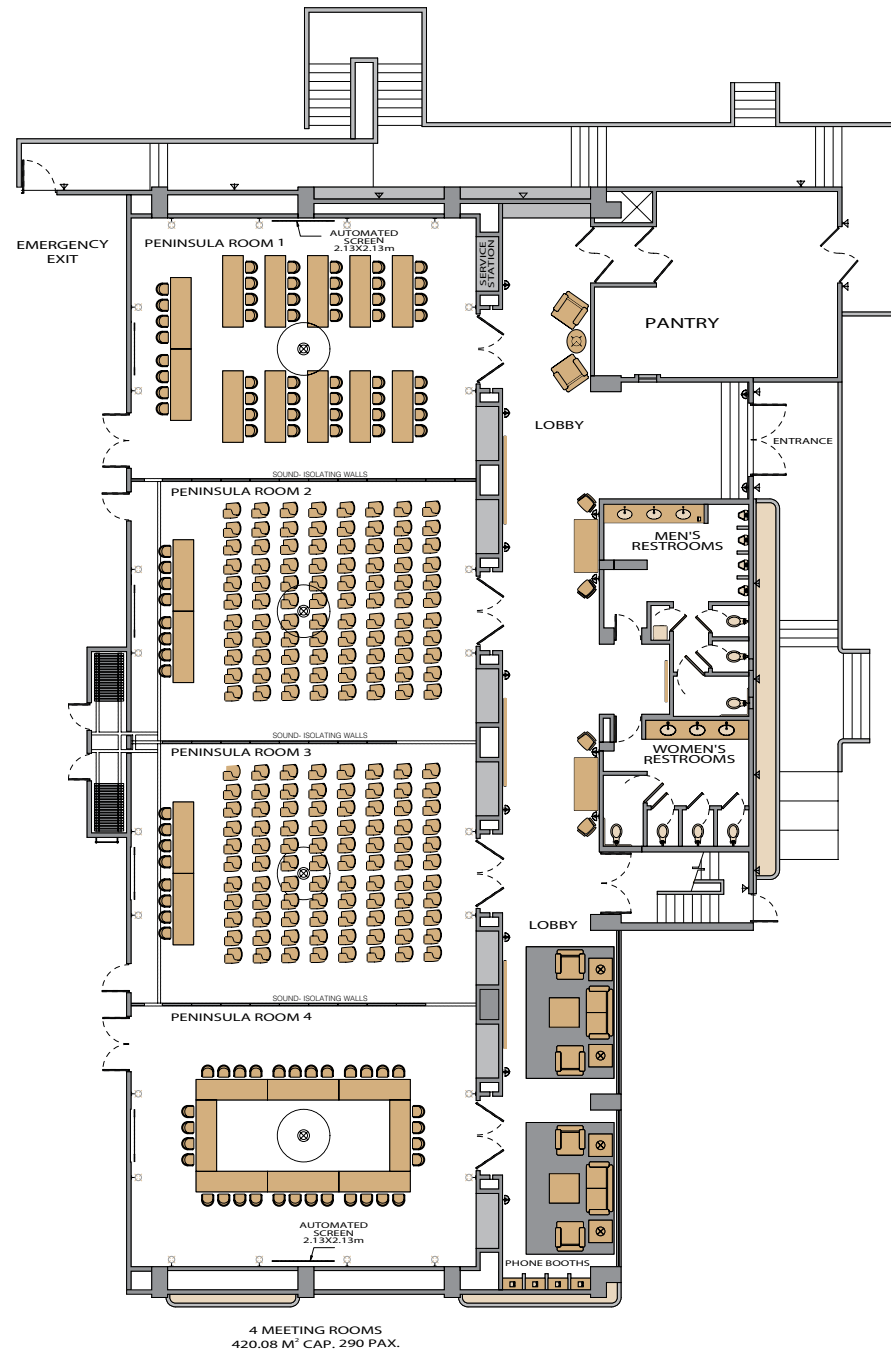 EMERGENCY
EXIT
PENINSULA ROOM 1
AUTOMATED
SCREEN
2.13X2.13m
SERVICE
STATION
PANTRY
LOBBY
ENTRANCE
SOUND- ISOLATING WALLS
PENINSULA ROOM 2
MEN'S
RESTROOMS
SOUND- ISOLATING WALLS
PENINSULA ROOM 3
WOMEN'S
RESTROOMS
LOBBY
SOUND- ISOLATING WALLS
PENINSULA ROOM 4
AUTOMATED
SCREEN
2.13X2.13m
PHONE BOOTHS
4 MEETING ROOMS
420.08 M² CAP. 290 PAX.